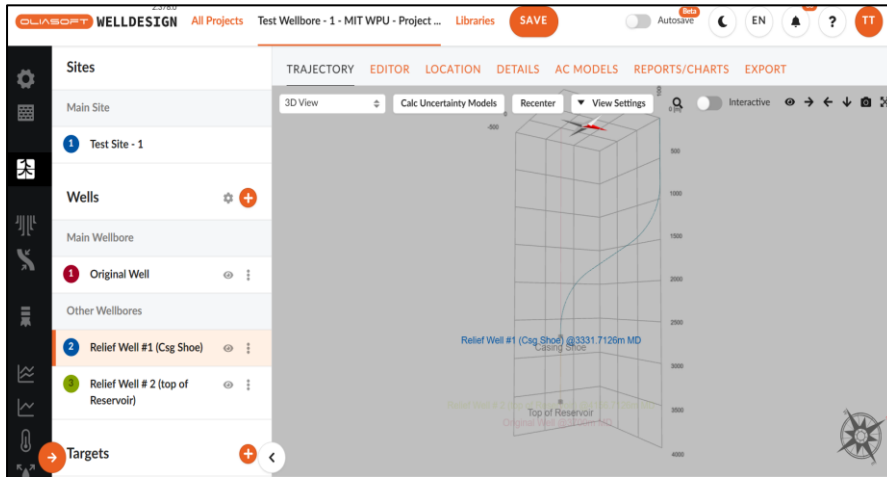 2.378.0
OLIASOFT WELLDESIGN All Projects Test Wellbore - 1 - MIT WPU - Project ... Libraries SAVE Autosave Beta EN ? TT
Sites
Main Site
1 Test Site - 1
Wells
Main Wellbore
1 Original Well
Other Wellbores
2 Relief Well #1 (Csg Shoe)
3 Relief Well # 2 (top of
Reservoir)
Targets
TRAJECTORY EDITOR LOCATION DETAILS AC MODELS REPORTS/CHARTS EXPORT
3D View Calc Uncertainty Models Recenter View Settings Interactive
-500
0
500
1000
1500
2000
2500
Relief Well #1 (Csg Shoe) @3331.7126m MD
Casing Shoe
3000
Top of Reservoir
3500
Original Well
MD
4000